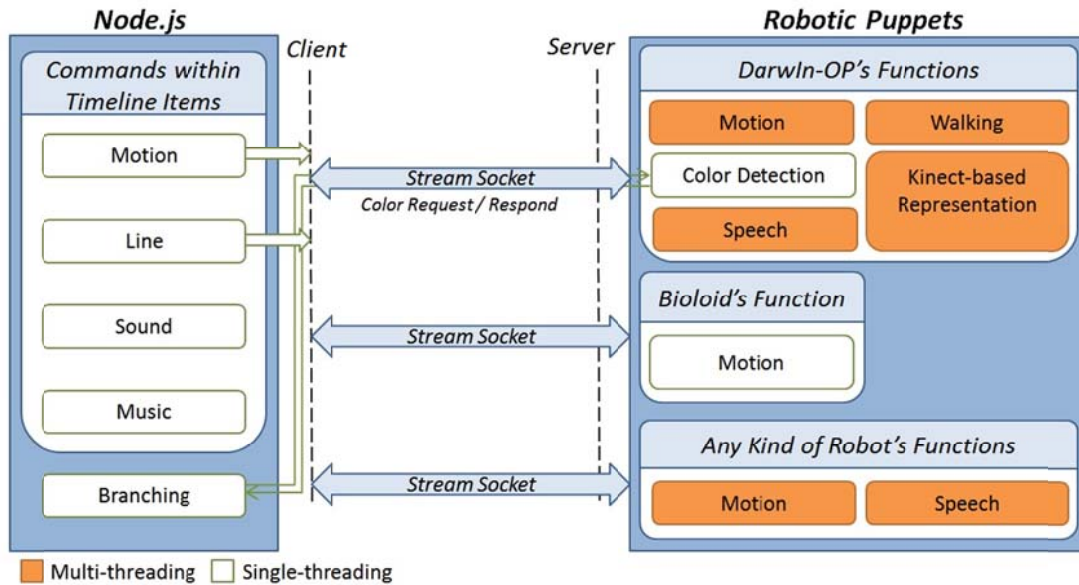 Node.js
Robotic Puppets
Client
Server
Commands within
Timeline Items
Motion
Line
Sound
Music
Branching
Stream Socket
Color Request / Respond
Stream Socket
Stream Socket
DarwIn-OP's Functions
Motion
Walking
Color Detection
Kinect-based
Representation
Speech
Bioloid's Function
Motion
Any Kind of Robot's Functions
Motion
Speech
Multi-threading
Single-threading